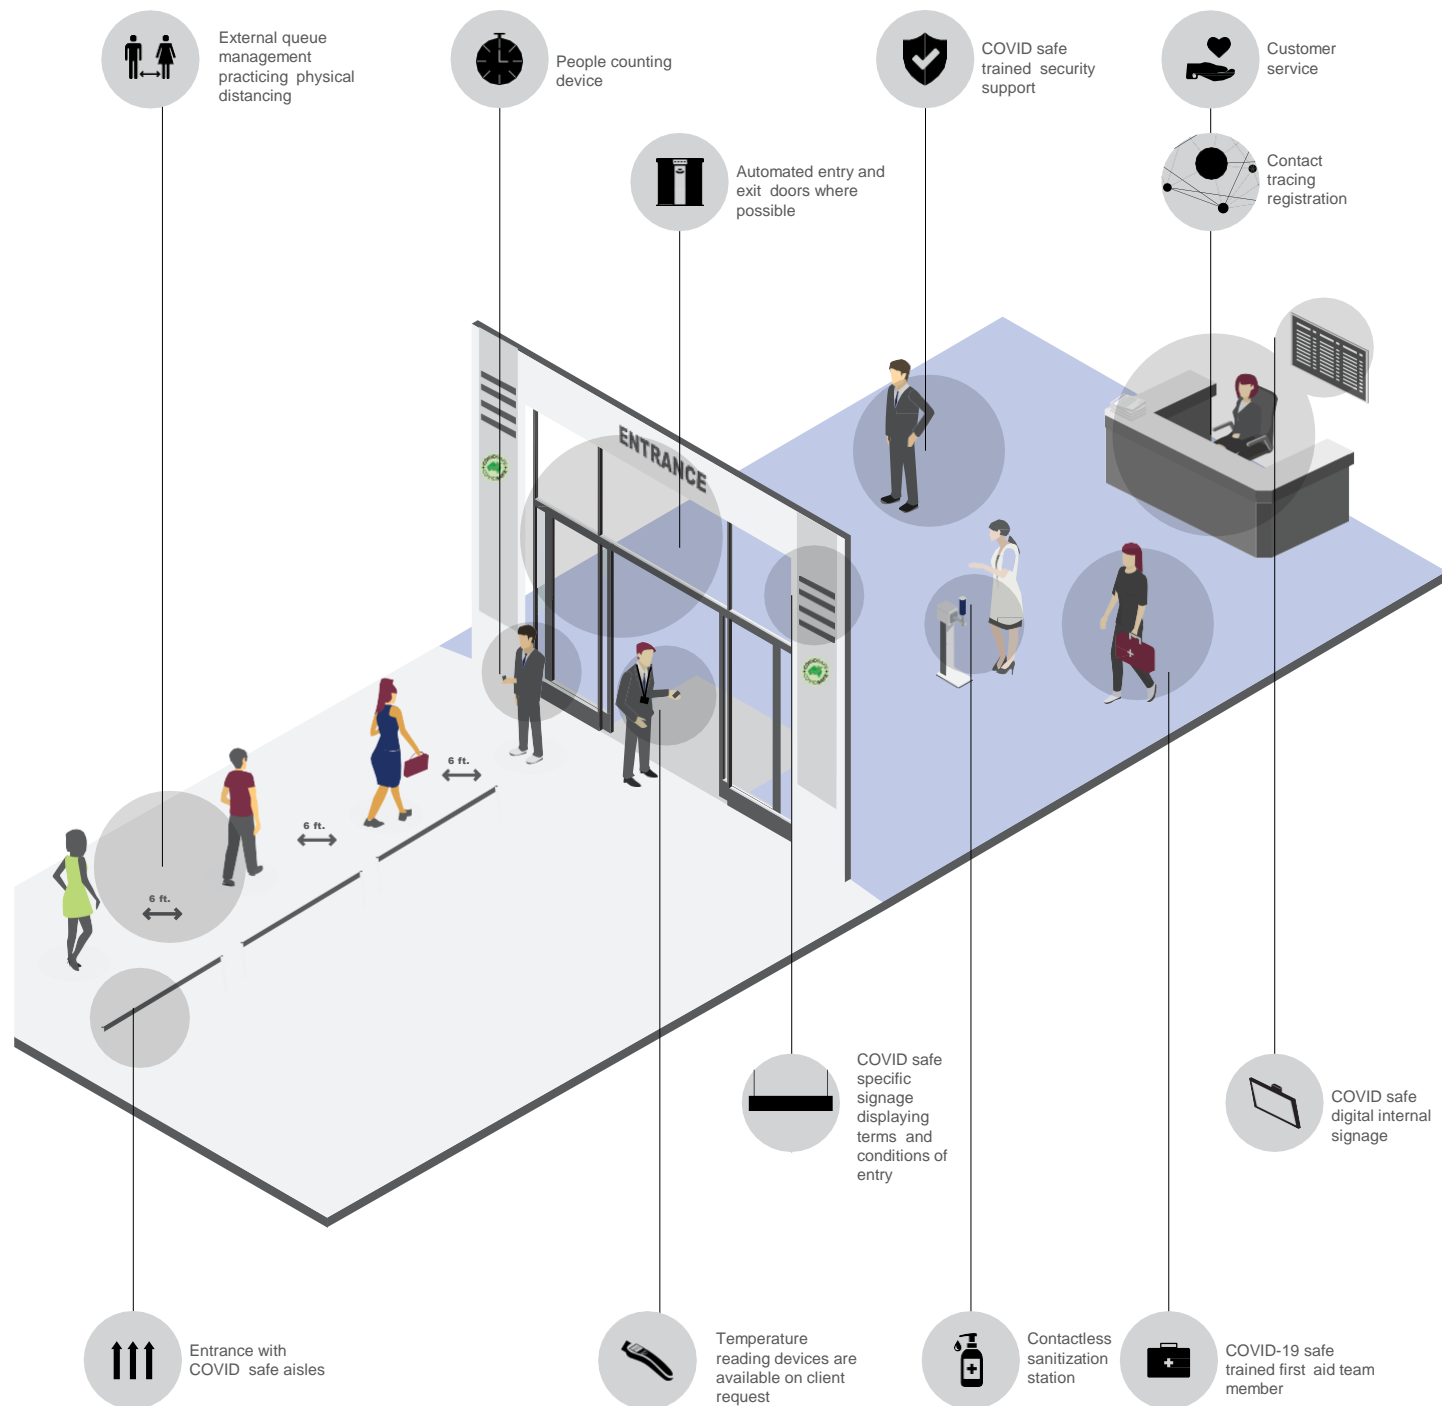 External queue
management
practicing physical
distancing
People counting
device
COVID safe
trained security
support
Customer
service
Automated entry and
exit doors where
possible
Contact
tracing
registration
ENTRANCE
6 ft.
6 ft.
6 ft.
COVID safe
specific
signage
displaying
terms and
conditions of
entry
COVID safe
digital internal
signage
Entrance with
COVID safe aisles
Temperature
reading devices are
available on client
request
Contactless
sanitization
station
COVID-19 safe
trained first aid team
member